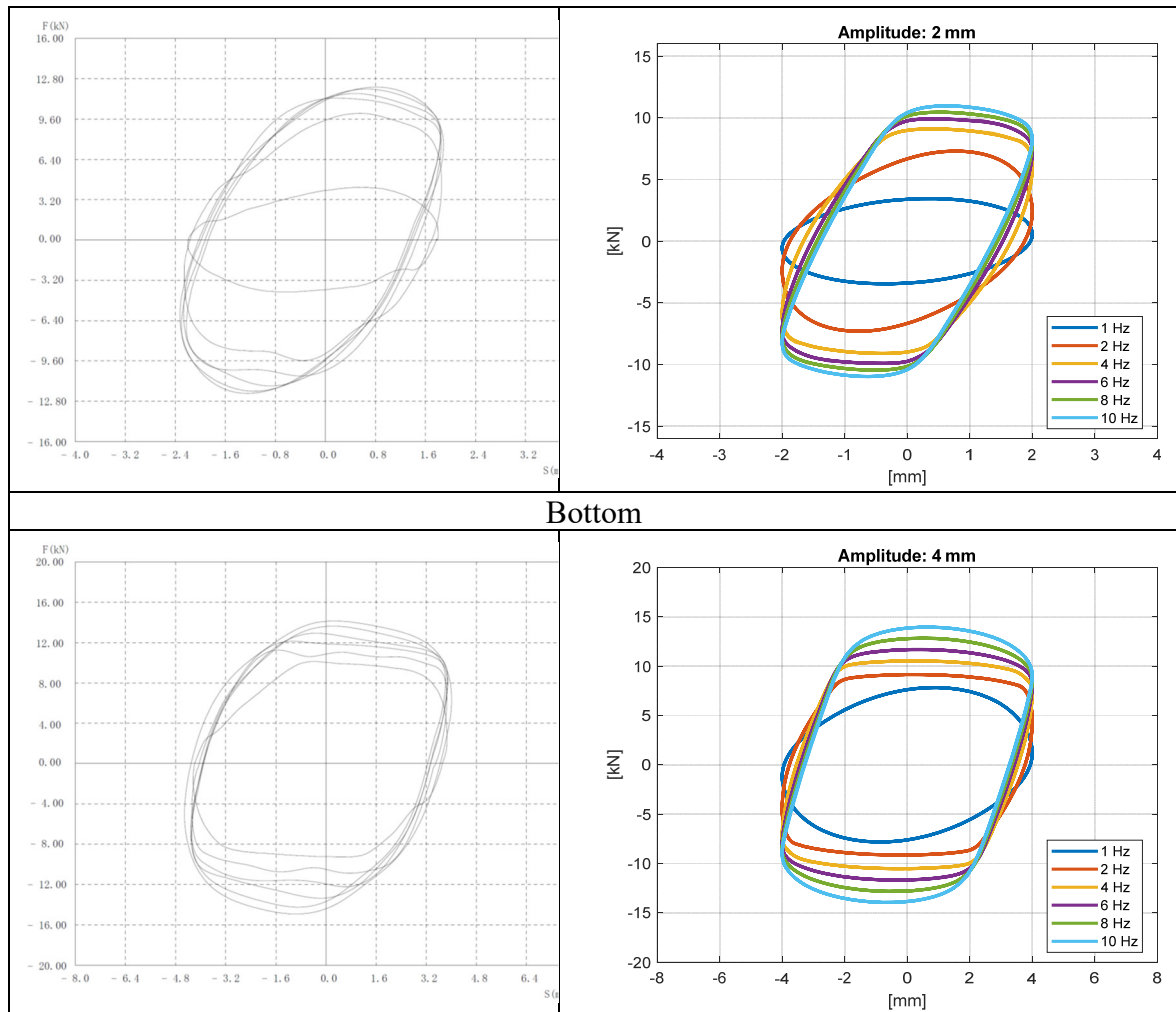 F(kN)
16.00
12.80
9.60
6.40
3.20
0.00
- 3.20
- 6.40
- 9.60
- 12.80
- 16.00
- 4.0 - 3.2 - 2.4 - 1.6 - 0.8 0.0 0.8 1.6 2.4 3.2
Amplitude: 2 mm
[kN]
15
10
5
0
-5
-10
-15
-4 -3 -2 -1 0 1 2 3 4
[mm]
1 Hz
2 Hz
4 Hz
6 Hz
8 Hz
10 Hz
Bottom
F(kN)
20.00
16.00
12.00
8.00
4.00
0.00
- 4.00
- 8.00
- 12.00
- 16.00
- 20.00
- 8.0 - 6.4 - 4.8 - 3.2 - 1.6 0.0 1.6 3.2 4.8 6.4
Amplitude: 4 mm
[kN]
20
15
10
5
0
-5
-10
-15
-20
-8 -6 -4 -2 0 2 4 6 8
[mm]
1 Hz
2 Hz
4 Hz
6 Hz
8 Hz
10 Hz